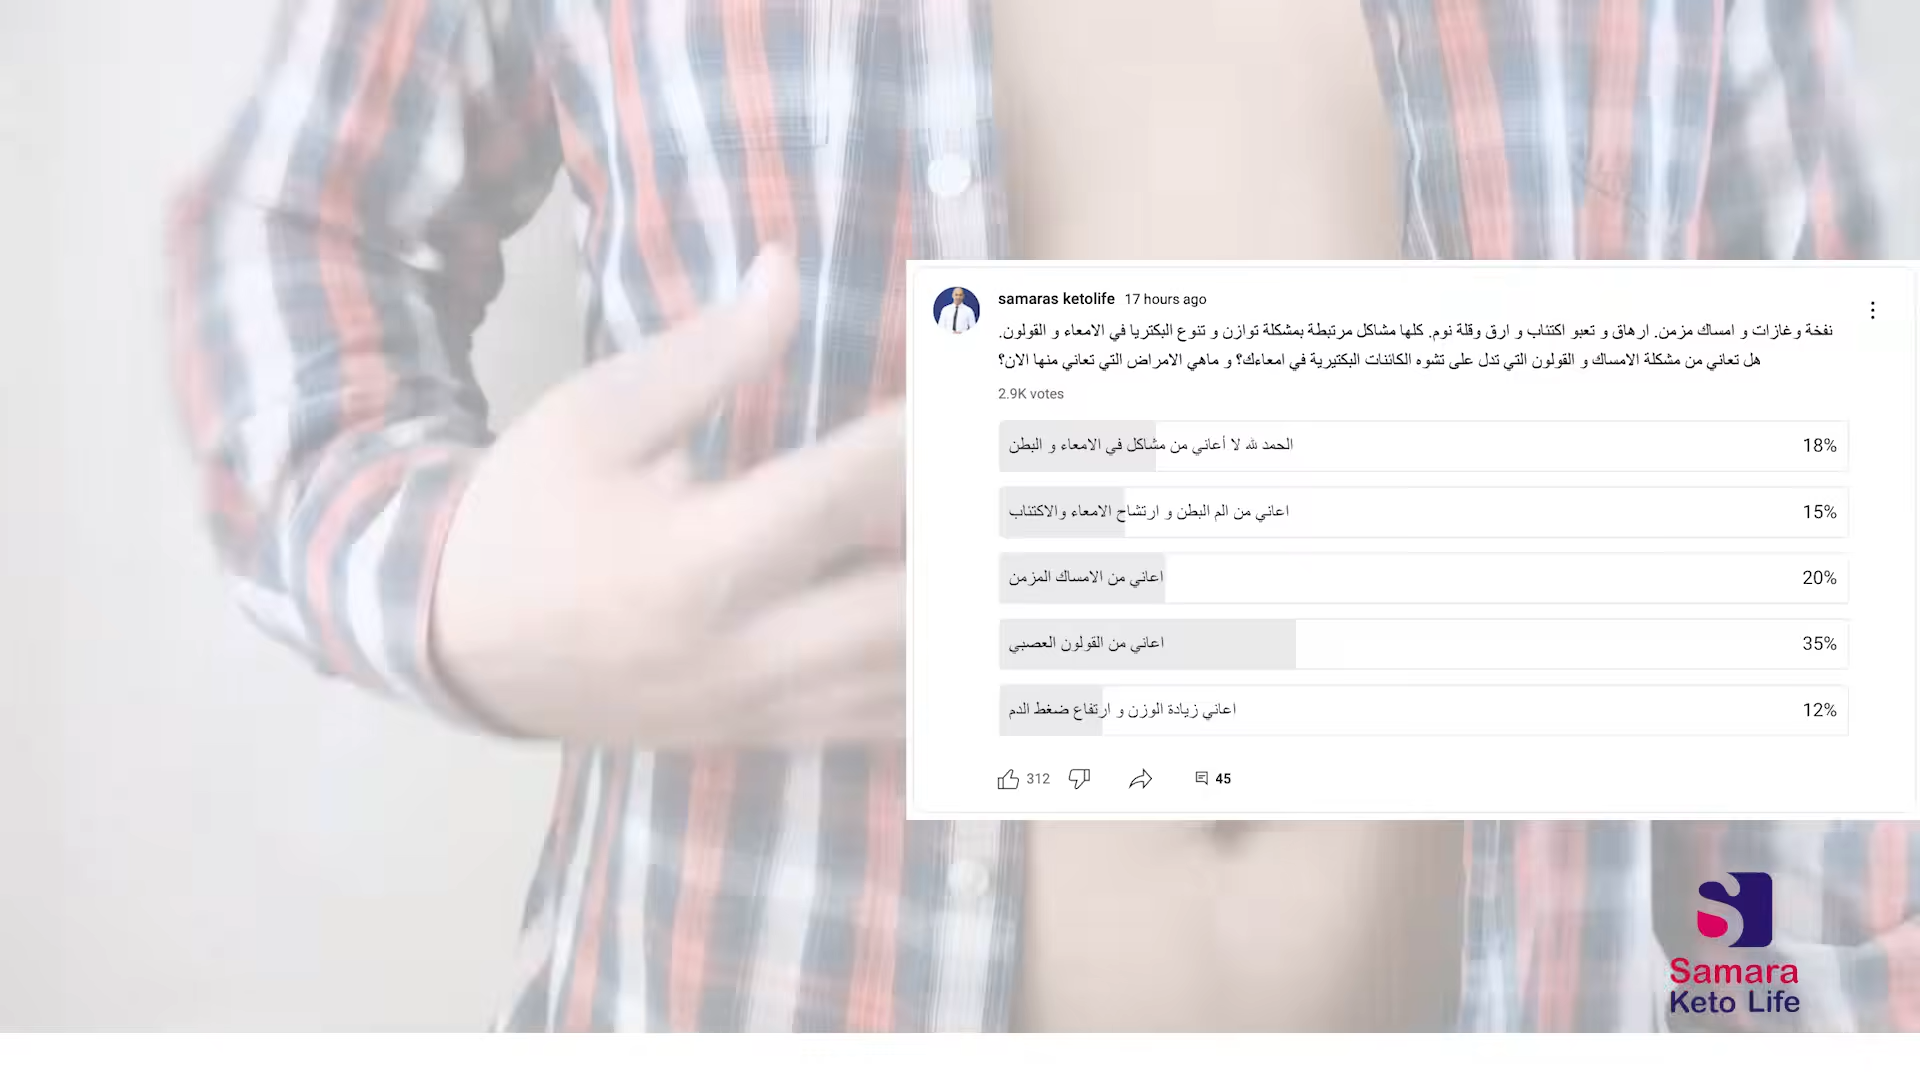 samaras ketolife 17 hours ago
نفخة وغازات و امساك مزمن. ارهاق و تعبو اكتئاب و ارق وقلة نوم. كلها مشاكل مرتبطة بمشكلة توازن و تنوع البكتريا في الامعاء و القولون.
هل تعاني من مشكلة الامساك و القولون التي تدل على تشوه الكائنات البكتيرية في امعاءك؟ و ماهي الامراض التي تعاني منها الان؟
2.9K votes
الحمد لله لا أعاني من مشاكل في الامعاء و البطن 18%
اعاني من الم البطن و ارتشاح الامعاء والاكتئاب 15%
اعاني من الامساك المزمن 20%
اعاني من القولون العصبي 35%
اعاني زيادة الوزن و ارتفاع ضغط الدم 12%
312 45
Samara
Keto Life